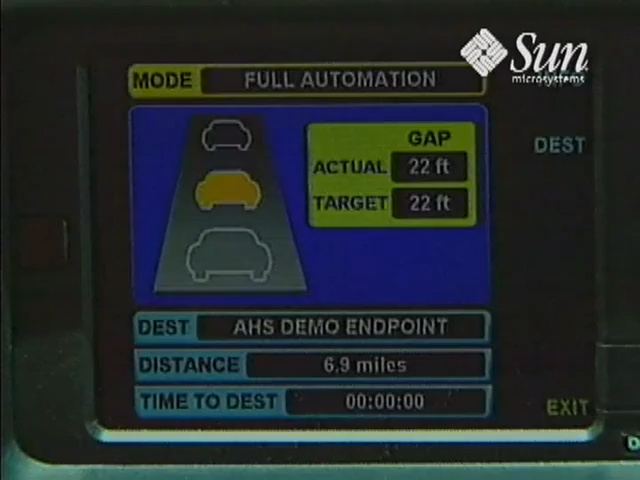 Sun
microsystems
MODE FULL AUTOMATION
GAP
DEST
ACTUAL 22 ft
TARGET 22 ft
DEST AHS DEMO ENDPOINT
DISTANCE 6.9 miles
TIME TO DEST 00:00:00
EXIT